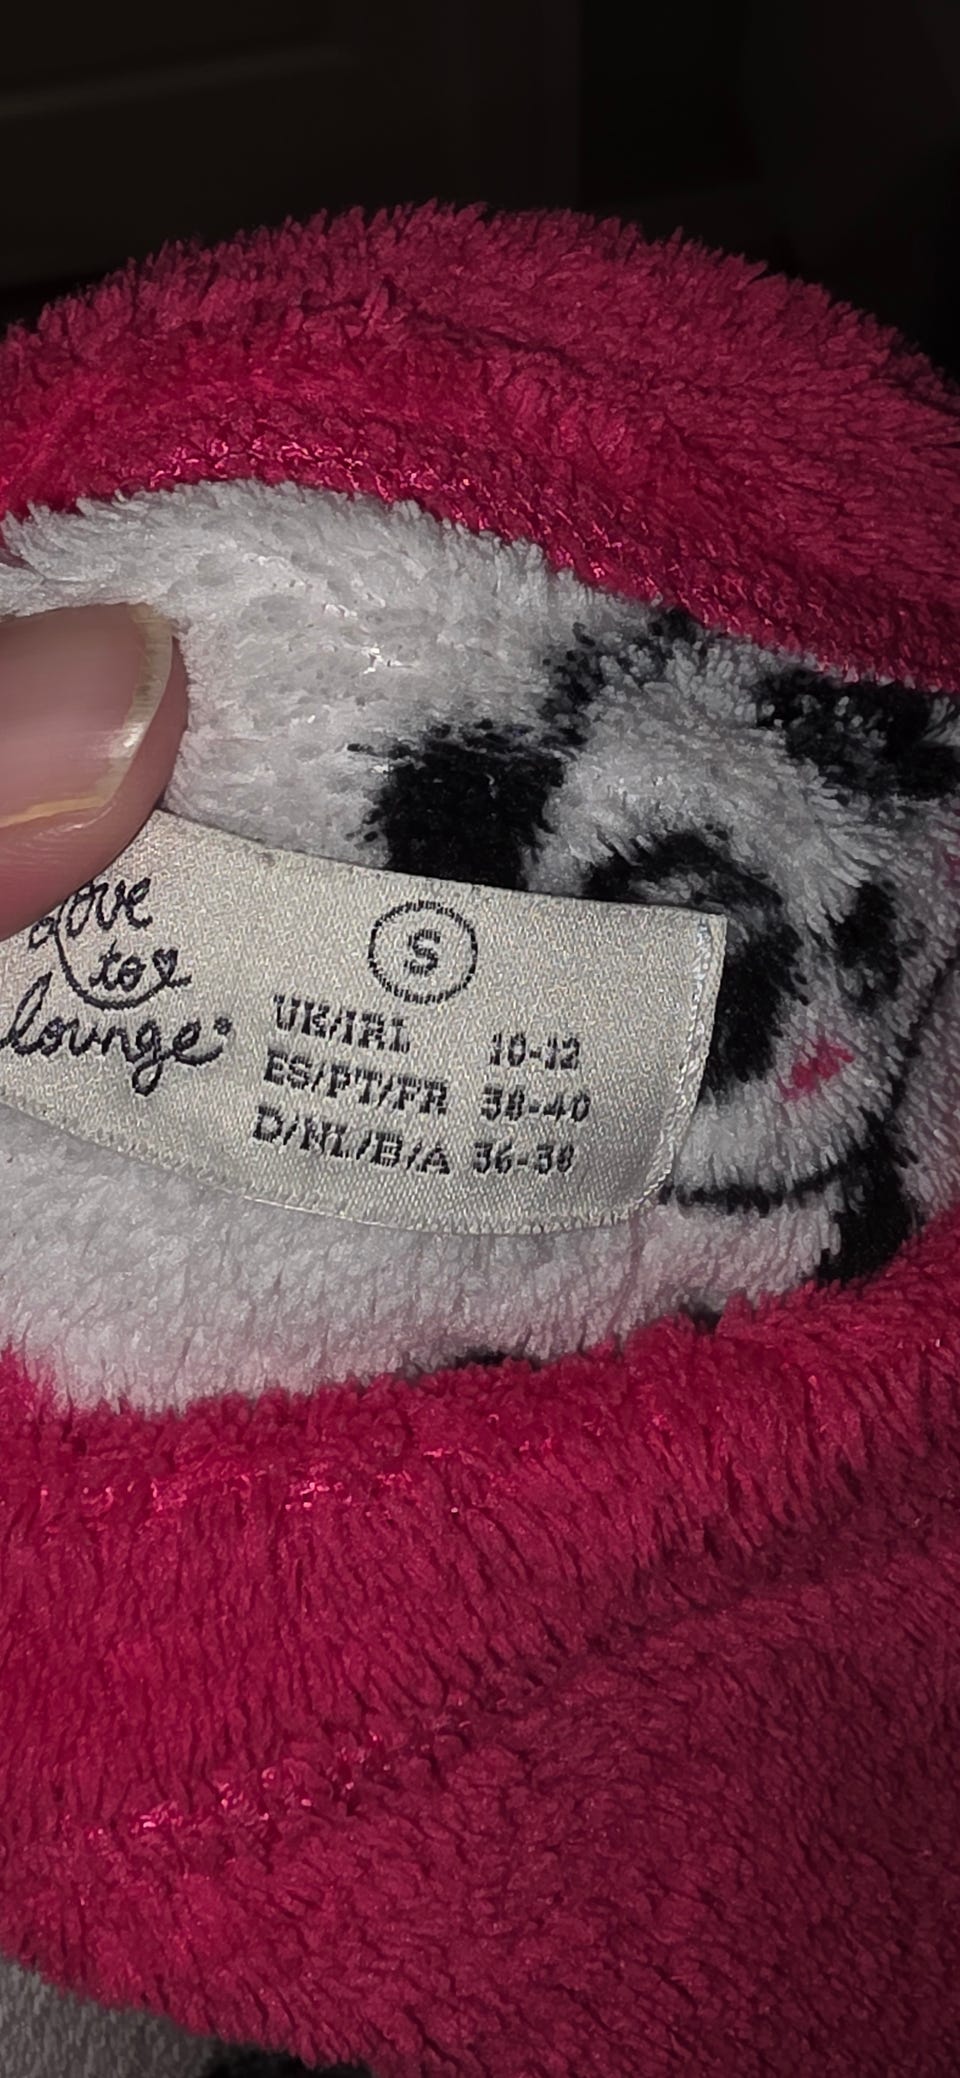 Love
to
lounge®
S
UK/IRL 10-12
ES/PT/FR 38-40
D/NL/B/A 36-38